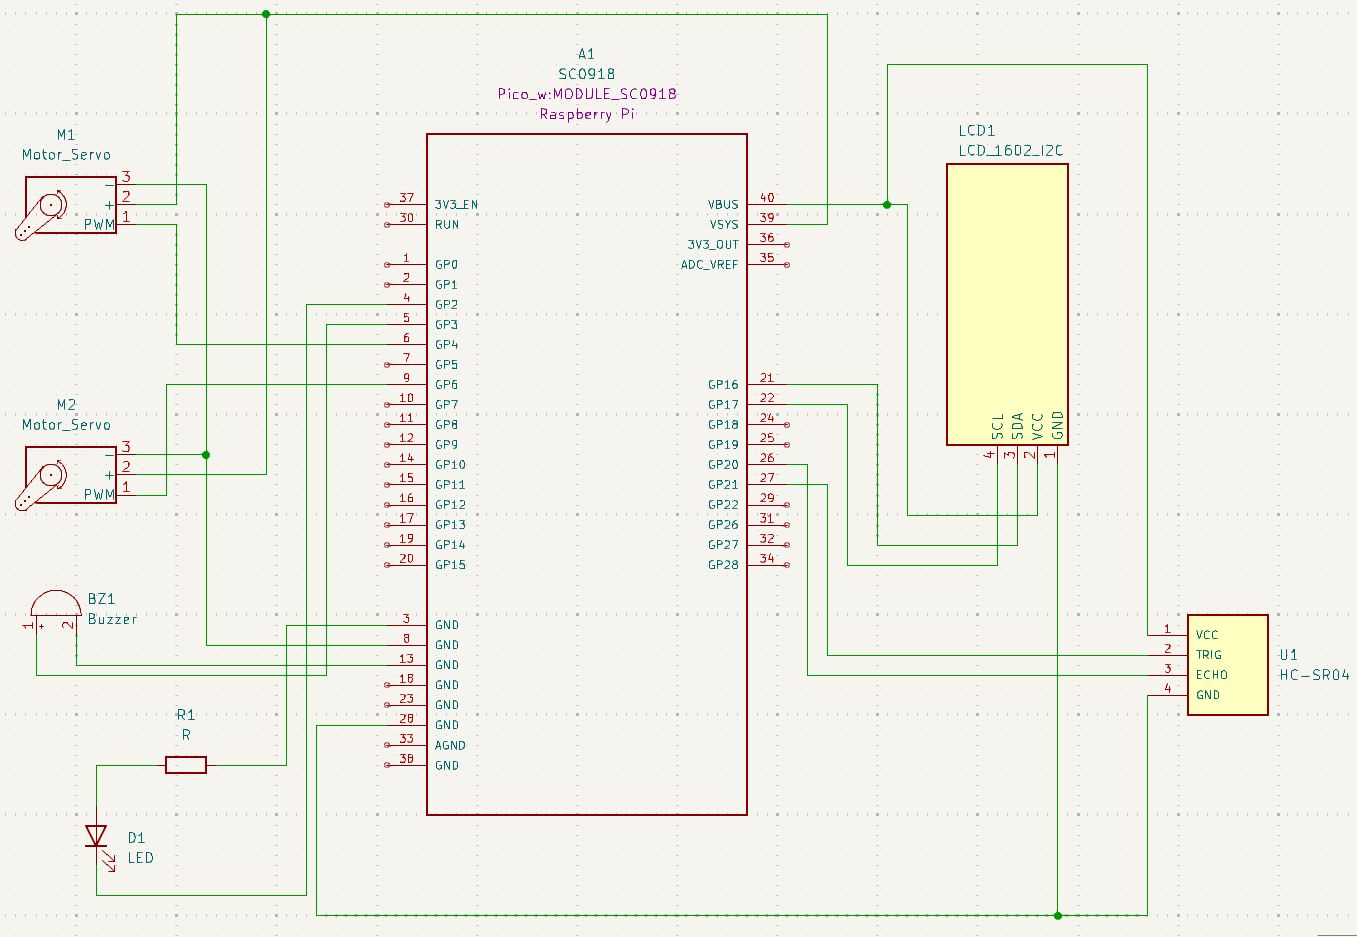 A1
SC0918
Pico_w:MODULE_SC0918
Raspberry Pi
M1
Motor_Servo
3
−
2
+
1
PWM
M2
Motor_Servo
3
−
2
+
1
PWM
BZ1
Buzzer
1
+
2
R1
R
D1
LED
37 3V3_EN
30 RUN
1 GP0
2 GP1
4 GP2
5 GP3
6 GP4
7 GP5
9 GP6
10 GP7
11 GP8
12 GP9
14 GP10
15 GP11
16 GP12
17 GP13
19 GP14
20 GP15
3 GND
8 GND
13 GND
18 GND
23 GND
28 GND
33 AGND
38 GND
VBUS 40
VSYS 39
3V3_OUT 36
ADC_VREF 35
GP16 21
GP17 22
GP18 24
GP19 25
GP20 26
GP21 27
GP22 29
GP26 31
GP27 32
GP28 34
LCD1
LCD_1602_I2C
SCL 4
SDA 3
VCC 2
GND 1
1 VCC
2 TRIG
3 ECHO
4 GND
U1
HC-SR04